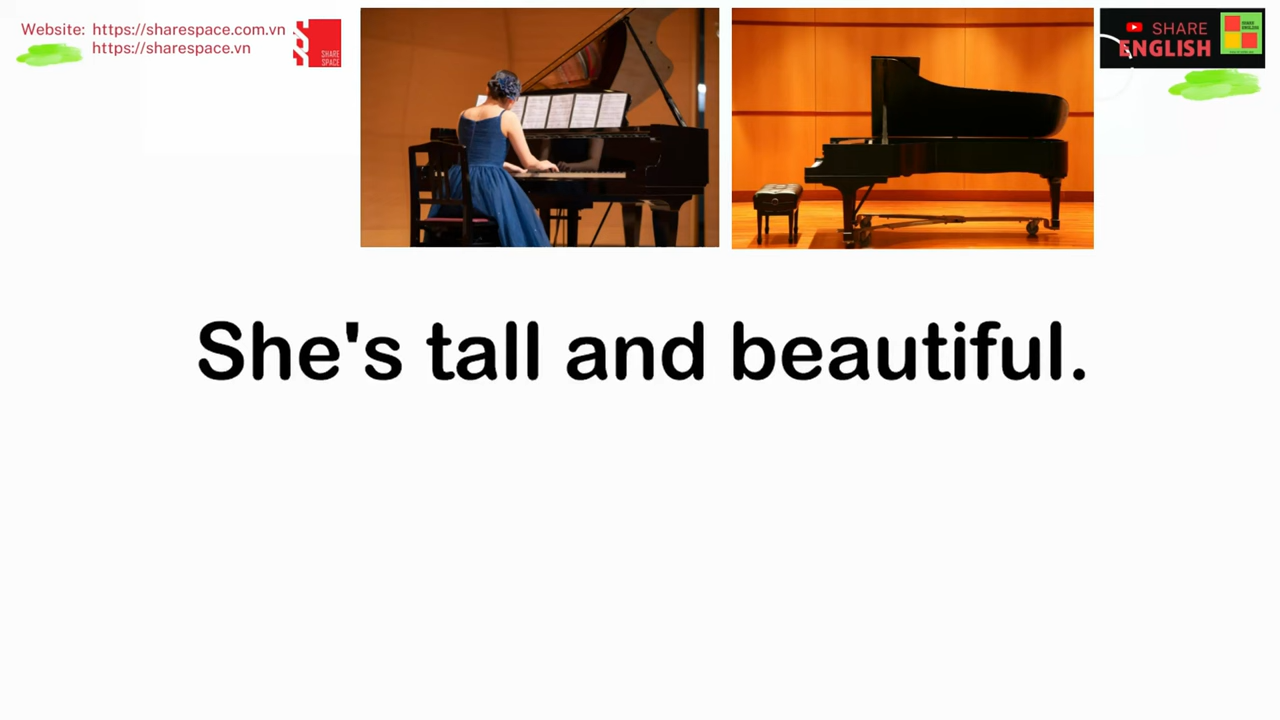 Website: https://sharespace.com.vn
https://sharespace.vn
SHARE
SPACE
SHARE
ENGLISH
She's tall and beautiful.